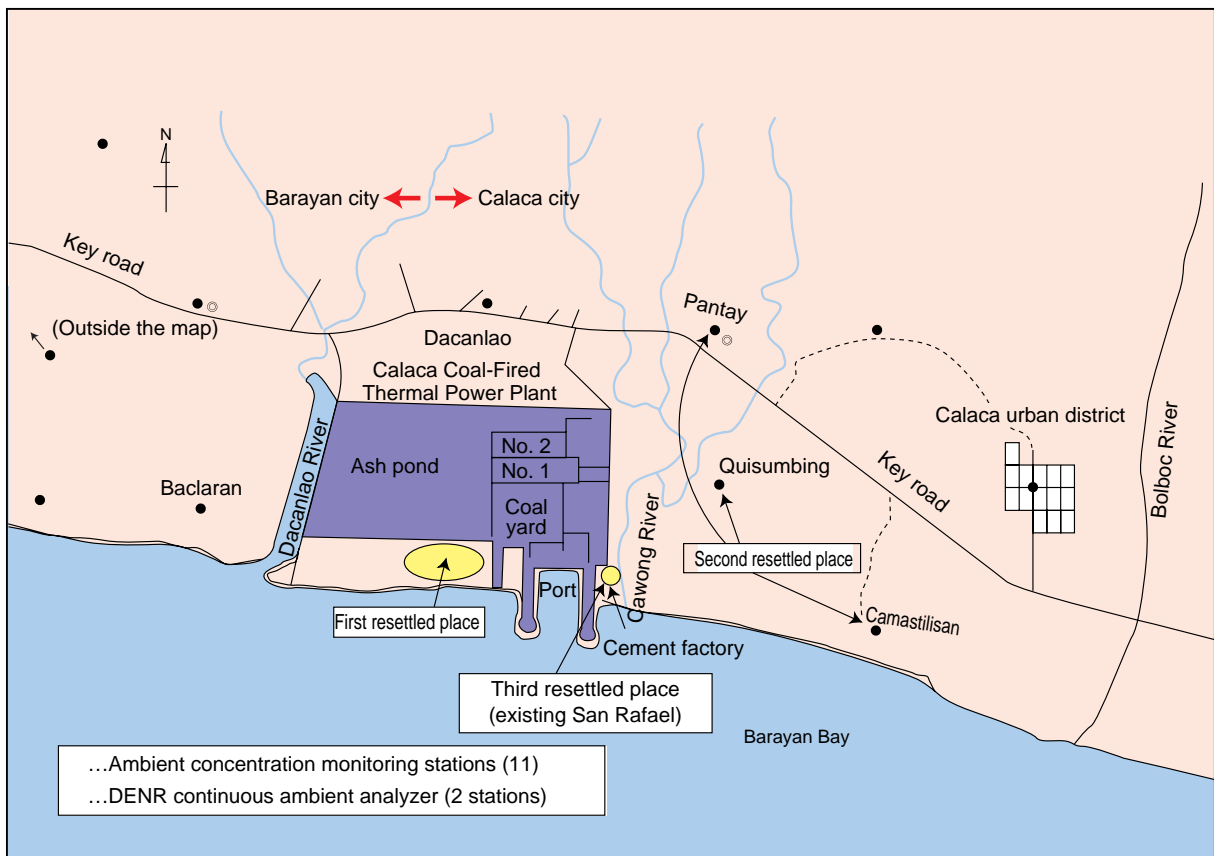 N
Barayan city
Calaca city
Key road
(Outside the map)
Pantay
Dacanlao
Calaca Coal-Fired
Thermal Power Plant
Calaca urban district
Bolboc River
Dacanlao River
Ash pond
No. 2
No. 1
Coal
yard
Quisumbing
Key road
Baclaran
Cawong River
Second resettled place
Port
First resettled place
Camastilisan
Cement factory
Third resettled place
(existing San Rafael)
Barayan Bay
…Ambient concentration monitoring stations (11)
…DENR continuous ambient analyzer (2 stations)